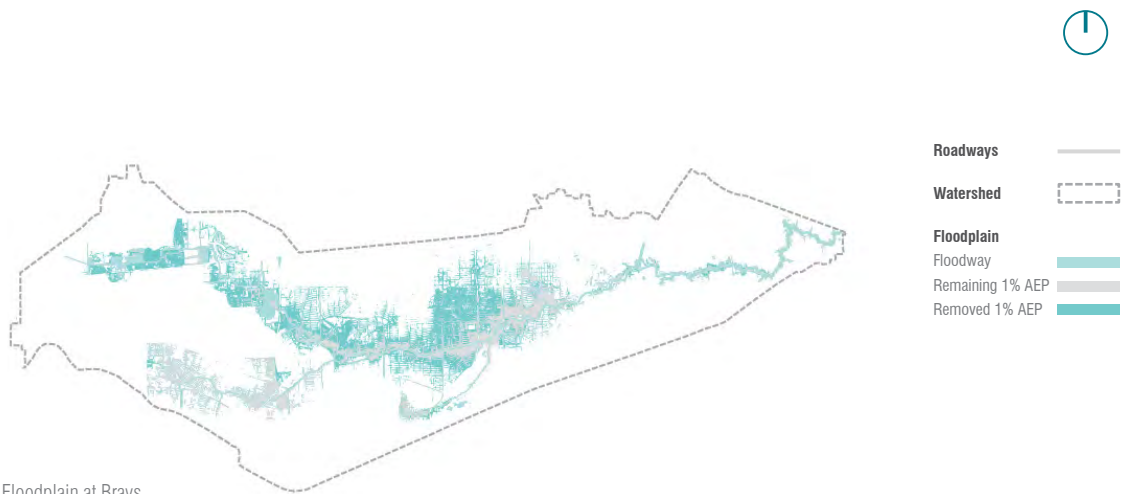 Roadways
Watershed
Floodplain
Floodway
Remaining 1% AEP
Removed 1% AEP
Floodplain at Brays